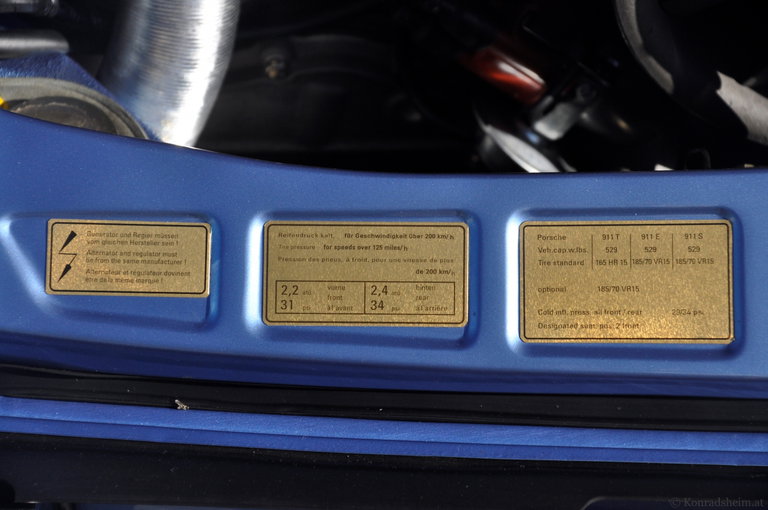 Generator und Regler müssen
vom gleichen Hersteller sein !
Alternator and regulator must
be from the same manufacturer !
Alternateur et régulateur doivent
être de la même marque !
Reifendruck kalt, für Geschwindigkeit über 200 km/h
Tire pressure for speeds over 125 miles/h
Pression des pneus, à froid, pour une vitesse de plus
de 200 km/h
2,2 atü vorne 2,4 atü hinten
front rear
31 psi à l'avant 34 psi à l'arrière
Porsche 911 T 911 E 911 S
Veh.cap.w.lbs. 529 529 529
Tire standard 165 HR 15 185/70 VR15 185/70 VR15
optional 185/70 VR15
Cold infl. press. all front / rear 29/34 psi
Designated seat. pos. 2 front
© Konradsheim.at